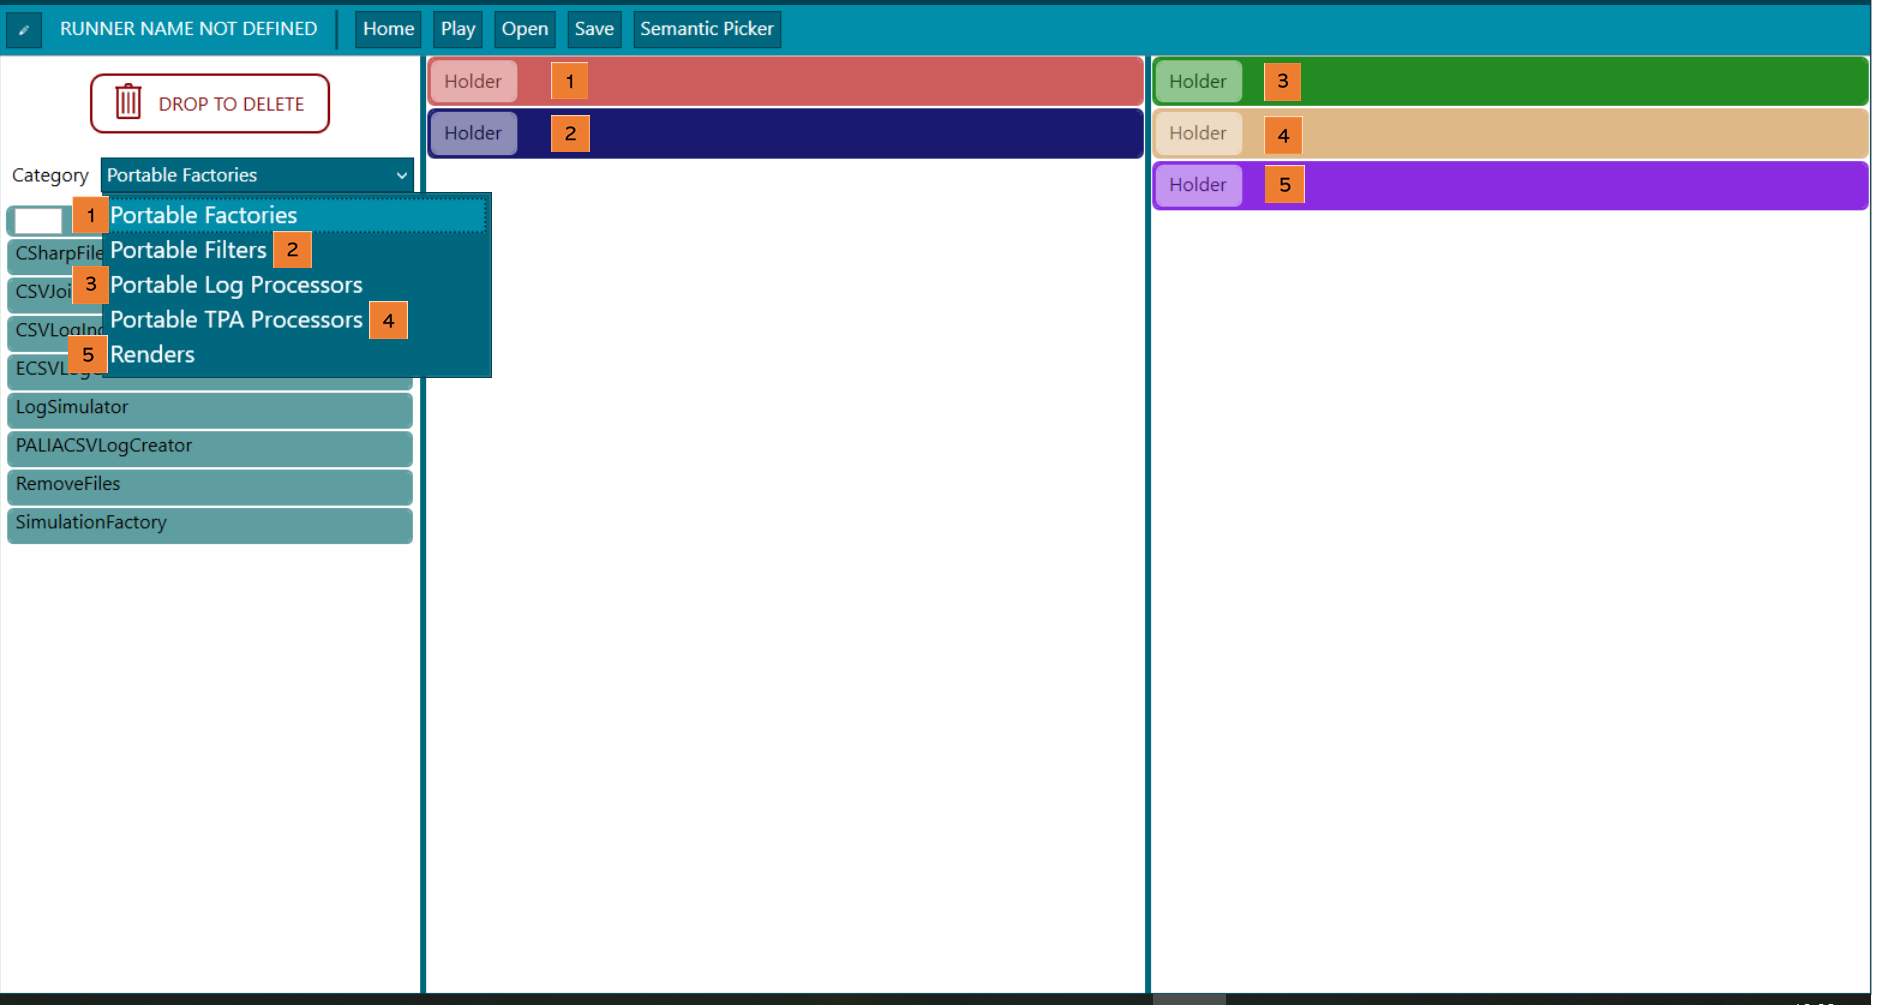 RUNNER NAME NOT DEFINED Home Play Open Save Semantic Picker
DROP TO DELETE
Category Portable Factories
1 Portable Factories
Portable Filters 2
3 Portable Log Processors
Portable TPA Processors 4
5 Renders
CSharpFile
CSVJoi
LogSimulator
PALIACSVLogCreator
RemoveFiles
SimulationFactory
Holder 1
Holder 2
Holder 3
Holder 4
Holder 5